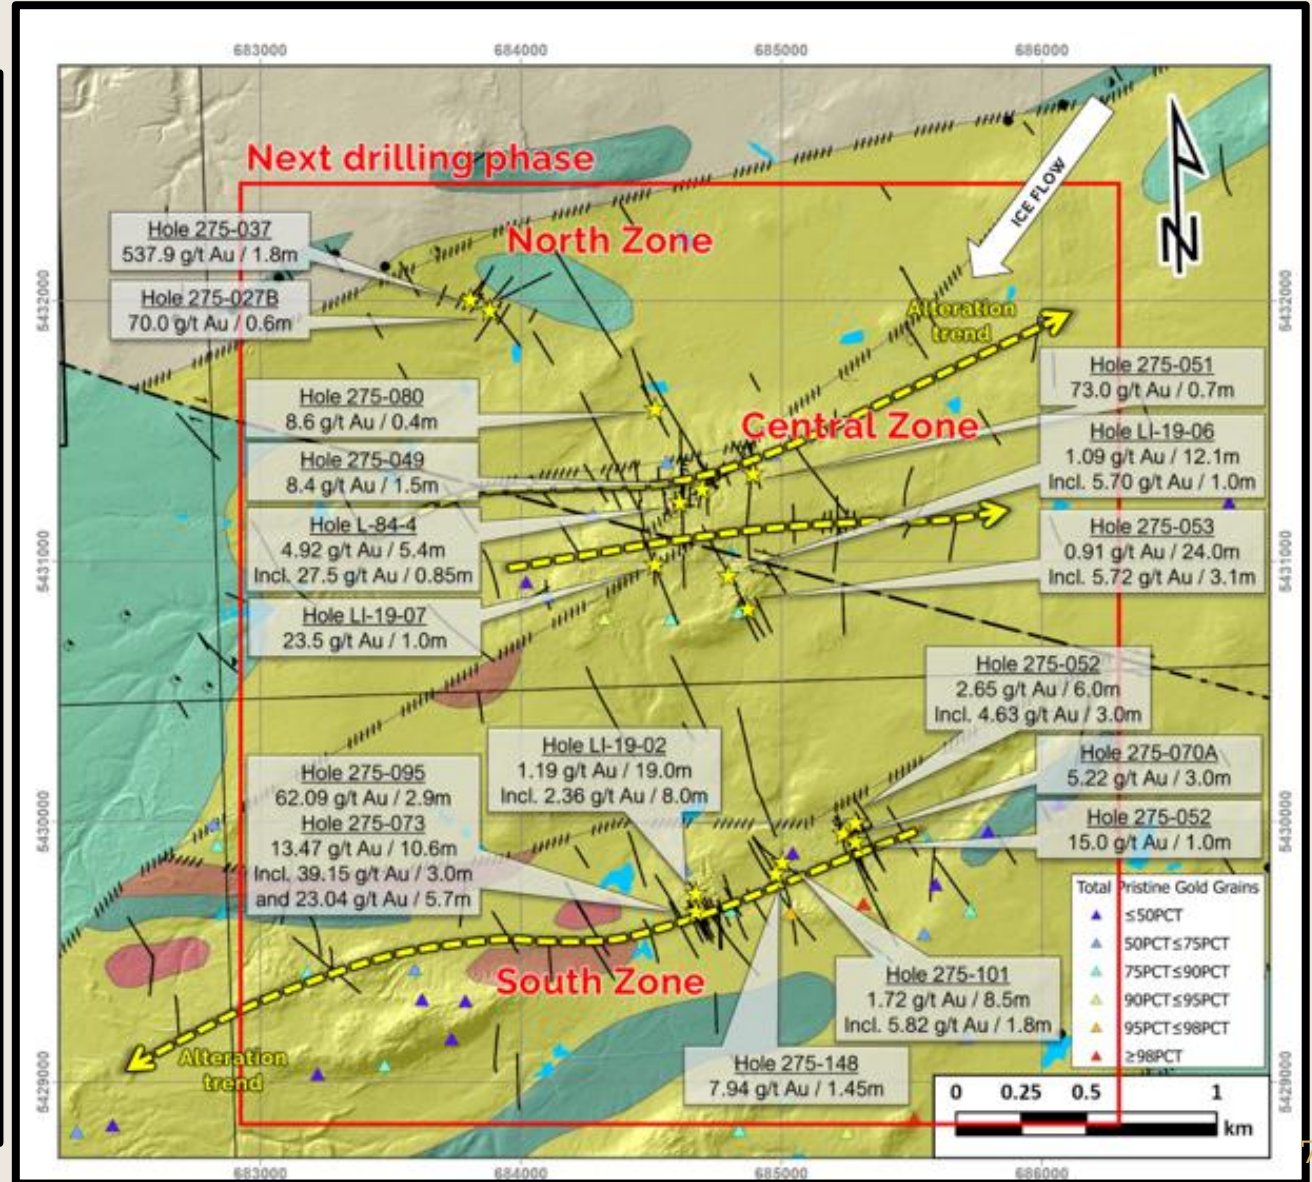 683000
684000
685000
686000
Next drilling phase
ICE FLOW
N
Hole 275-037
537.9 g/t Au / 1.8m
North Zone
Hole 275-027B
70.0 g/t Au / 0.6m
5432000
5432000
Alteration
trend
Hole 275-051
73.0 g/t Au / 0.7m
Hole 275-080
8.6 g/t Au / 0.4m
Central Zone
Hole LI-19-06
1.09 g/t Au / 12.1m
Incl. 5.70 g/t Au / 1.0m
Hole 275-049
8.4 g/t Au / 1.5m
Hole L-84-4
4.92 g/t Au / 5.4m
Incl. 27.5 g/t Au / 0.85m
Hole 275-053
0.91 g/t Au / 24.0m
Incl. 5.72 g/t Au / 3.1m
5431000
5431000
Hole LI-19-07
23.5 g/t Au / 1.0m
Hole 275-052
2.65 g/t Au / 6.0m
Incl. 4.63 g/t Au / 3.0m
Hole LI-19-02
1.19 g/t Au / 19.0m
Incl. 2.36 g/t Au / 8.0m
Hole 275-070A
5.22 g/t Au / 3.0m
Hole 275-095
62.09 g/t Au / 2.9m
Hole 275-073
13.47 g/t Au / 10.6m
Incl. 39.15 g/t Au / 3.0m
and 23.04 g/t Au / 5.7m
Hole 275-052
15.0 g/t Au / 1.0m
5430000
5430000
Total Pristine Gold Grains
≤50PCT
50PCT≤75PCT
75PCT≤90PCT
90PCT≤95PCT
95PCT≤98PCT
≥98PCT
South Zone
Hole 275-101
1.72 g/t Au / 8.5m
Incl. 5.82 g/t Au / 1.8m
Alteration
trend
Hole 275-148
7.94 g/t Au / 1.45m
5429000
5429000
0 0.25 0.5 1
km
683000
684000
685000
686000
7